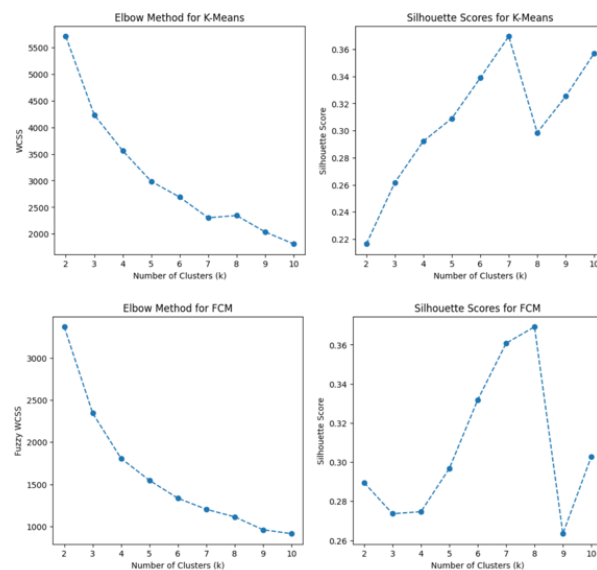 Elbow Method for K-Means
5500
5000
4500
4000
3500
3000
2500
2000
WCSS
2 3 4 5 6 7 8 9 10
Number of Clusters (k)
Silhouette Scores for K-Means
0.36
0.34
0.32
0.30
0.28
0.26
0.24
0.22
Silhouette Score
2 3 4 5 6 7 8 9 10
Number of Clusters (k)
Elbow Method for FCM
3000
2500
2000
1500
1000
Fuzzy WCSS
2 3 4 5 6 7 8 9 10
Number of Clusters (k)
Silhouette Scores for FCM
0.36
0.34
0.32
0.30
0.28
0.26
Silhouette Score
2 3 4 5 6 7 8 9 10
Number of Clusters (k)